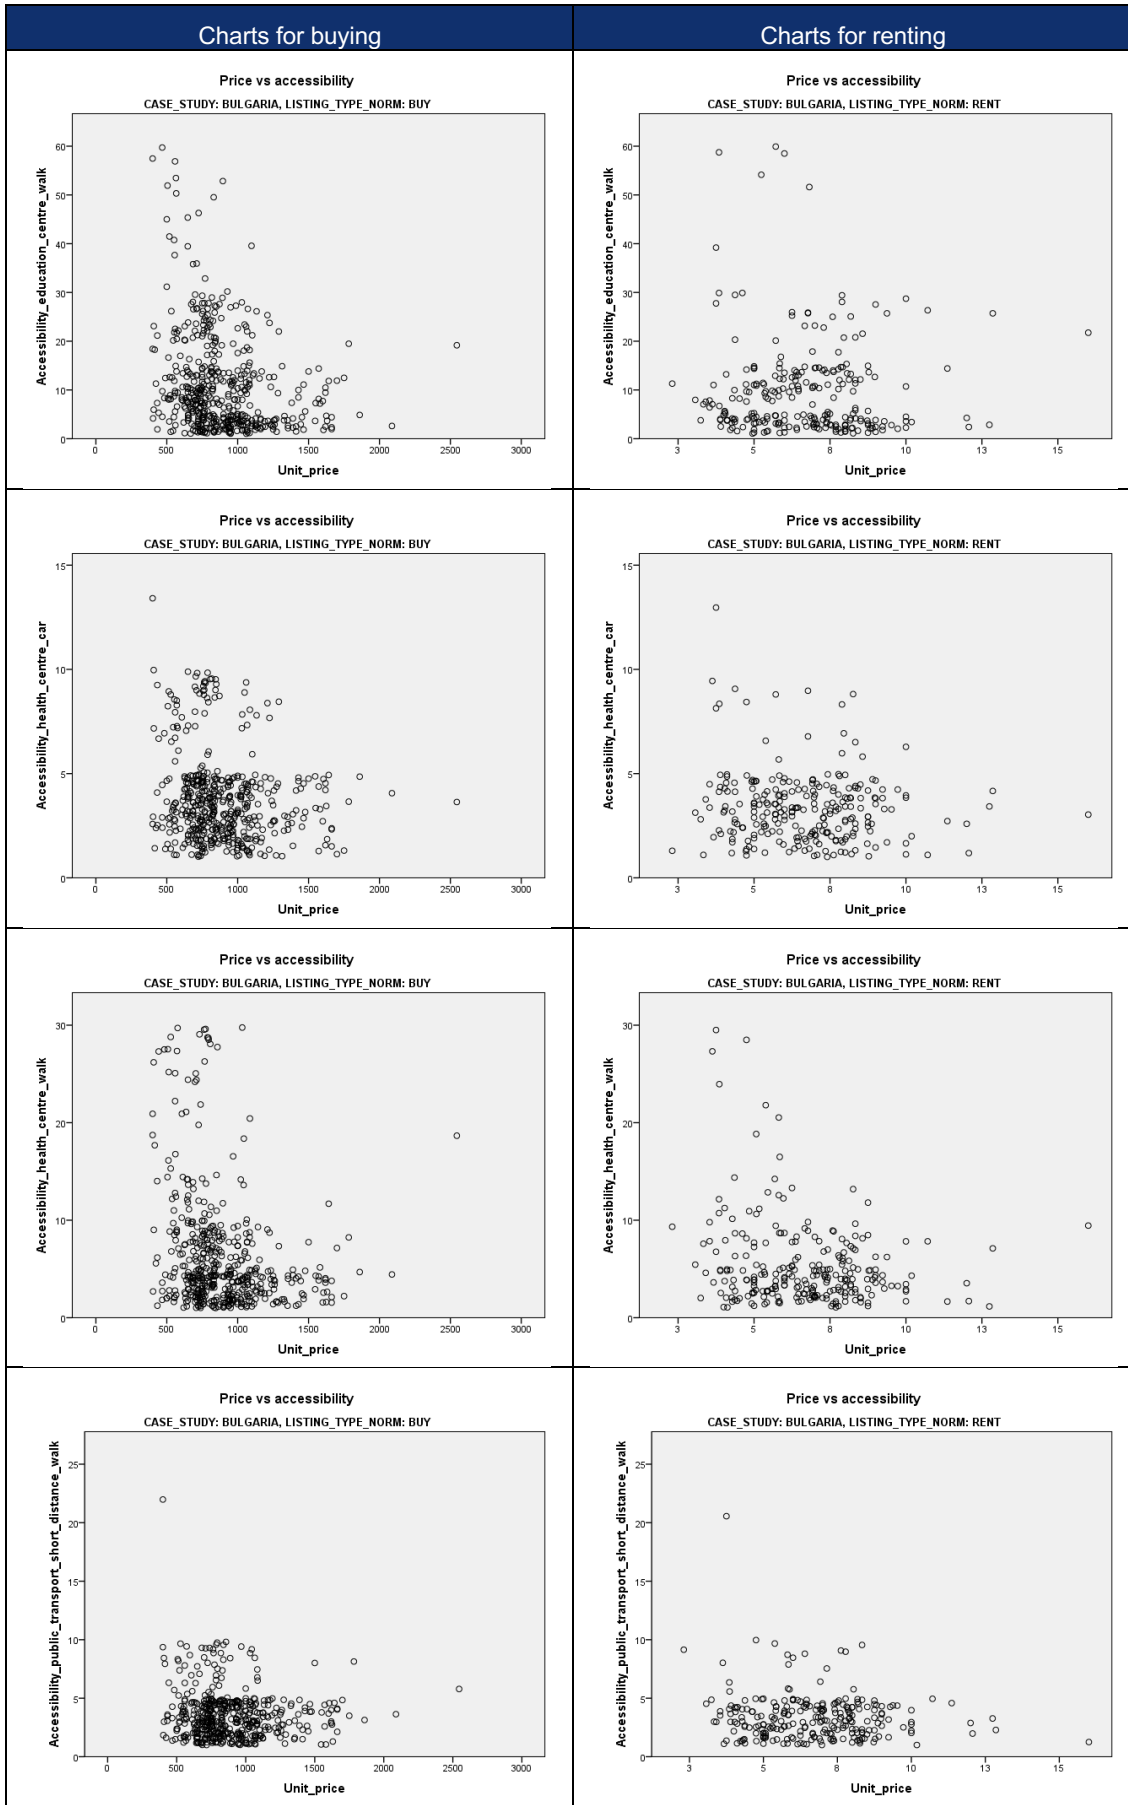 Charts for buying
Charts for renting
Price vs accessibility
CASE_STUDY: BULGARIA, LISTING_TYPE_NORM: BUY
Accessibility_education_centre_walk
60
50
40
30
20
10
0
0 500 1000 1500 2000 2500 3000
Unit_price
Price vs accessibility
CASE_STUDY: BULGARIA, LISTING_TYPE_NORM: RENT
Accessibility_education_centre_walk
60
50
40
30
20
10
0
3 5 8 10 13 15
Unit_price
Price vs accessibility
CASE_STUDY: BULGARIA, LISTING_TYPE_NORM: BUY
Accessibility_health_centre_car
15
10
5
0
0 500 1000 1500 2000 2500 3000
Unit_price
Price vs accessibility
CASE_STUDY: BULGARIA, LISTING_TYPE_NORM: RENT
Accessibility_health_centre_car
15
10
5
0
3 5 8 10 13 15
Unit_price
Price vs accessibility
CASE_STUDY: BULGARIA, LISTING_TYPE_NORM: BUY
Accessibility_health_centre_walk
30
20
10
0
0 500 1000 1500 2000 2500 3000
Unit_price
Price vs accessibility
CASE_STUDY: BULGARIA, LISTING_TYPE_NORM: RENT
Accessibility_health_centre_walk
30
20
10
0
3 5 8 10 13 15
Unit_price
Price vs accessibility
CASE_STUDY: BULGARIA, LISTING_TYPE_NORM: BUY
Accessibility_public_transport_short_distance_walk
25
20
15
10
5
0
0 500 1000 1500 2000 2500 3000
Unit_price
Price vs accessibility
CASE_STUDY: BULGARIA, LISTING_TYPE_NORM: RENT
Accessibility_public_transport_short_distance_walk
25
20
15
10
5
0
3 5 8 10 13 15
Unit_price